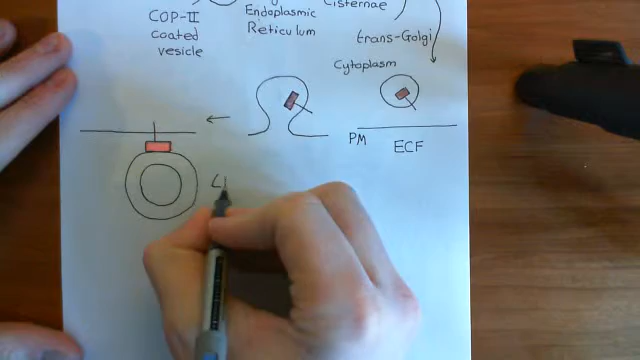 Cisternae
COP-II
coated
vesicle
Endoplasmic
Reticulum
trans-Golgi
Cytoplasm
PM
ECF